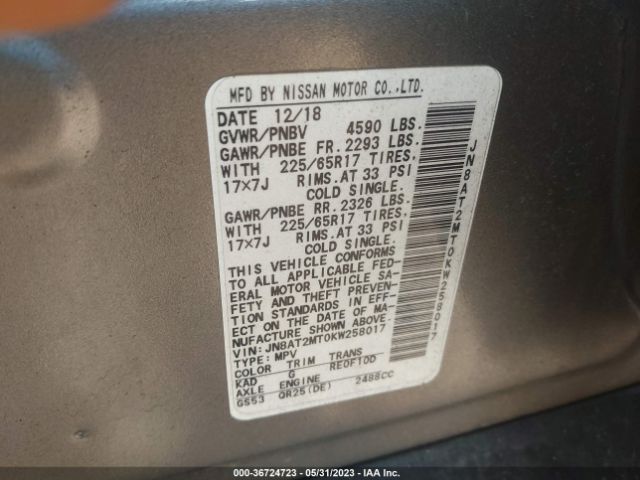 MFD BY NISSAN MOTOR CO.,LTD.
DATE 12/18
GVWR/PNBV 4590 LBS.
GAWR/PNBE FR. 2293 LBS.
WITH 225/65R17 TIRES.
17×7J RIMS.AT 33 PSI
COLD SINGLE.
GAWR/PNBE RR. 2326 LBS.
WITH 225/65R17 TIRES.
17×7J RIMS.AT 33 PSI
COLD SINGLE.
THIS VEHICLE CONFORMS
TO ALL APPLICABLE FED-
ERAL MOTOR VEHICLE SA-
FETY AND THEFT PREVEN-
TION STANDARDS IN EFF-
ECT ON THE DATE OF MA-
NUFACTURE SHOWN ABOVE.
VIN: JN8AT2MT0KW258017
TYPE: MPV
COLOR TRIM TRANS
KAD G RE0F10D
AXLE ENGINE
GS53 QR25(DE) 2488CC
JN8AT2MT0KW258017
000-36724723 - 05/31/2023 - IAA Inc.